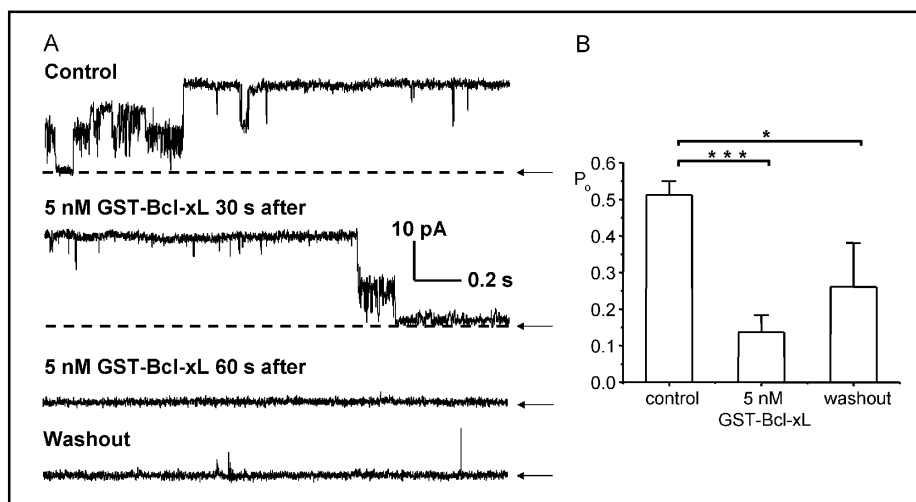 A
Control
5 nM GST-Bcl-xL 30 s after
10 pA
0.2 s
5 nM GST-Bcl-xL 60 s after
Washout
B
*
***
Po
0.6
0.5
0.4
0.3
0.2
0.1
0.0
control
5 nM
washout
GST-Bcl-xL